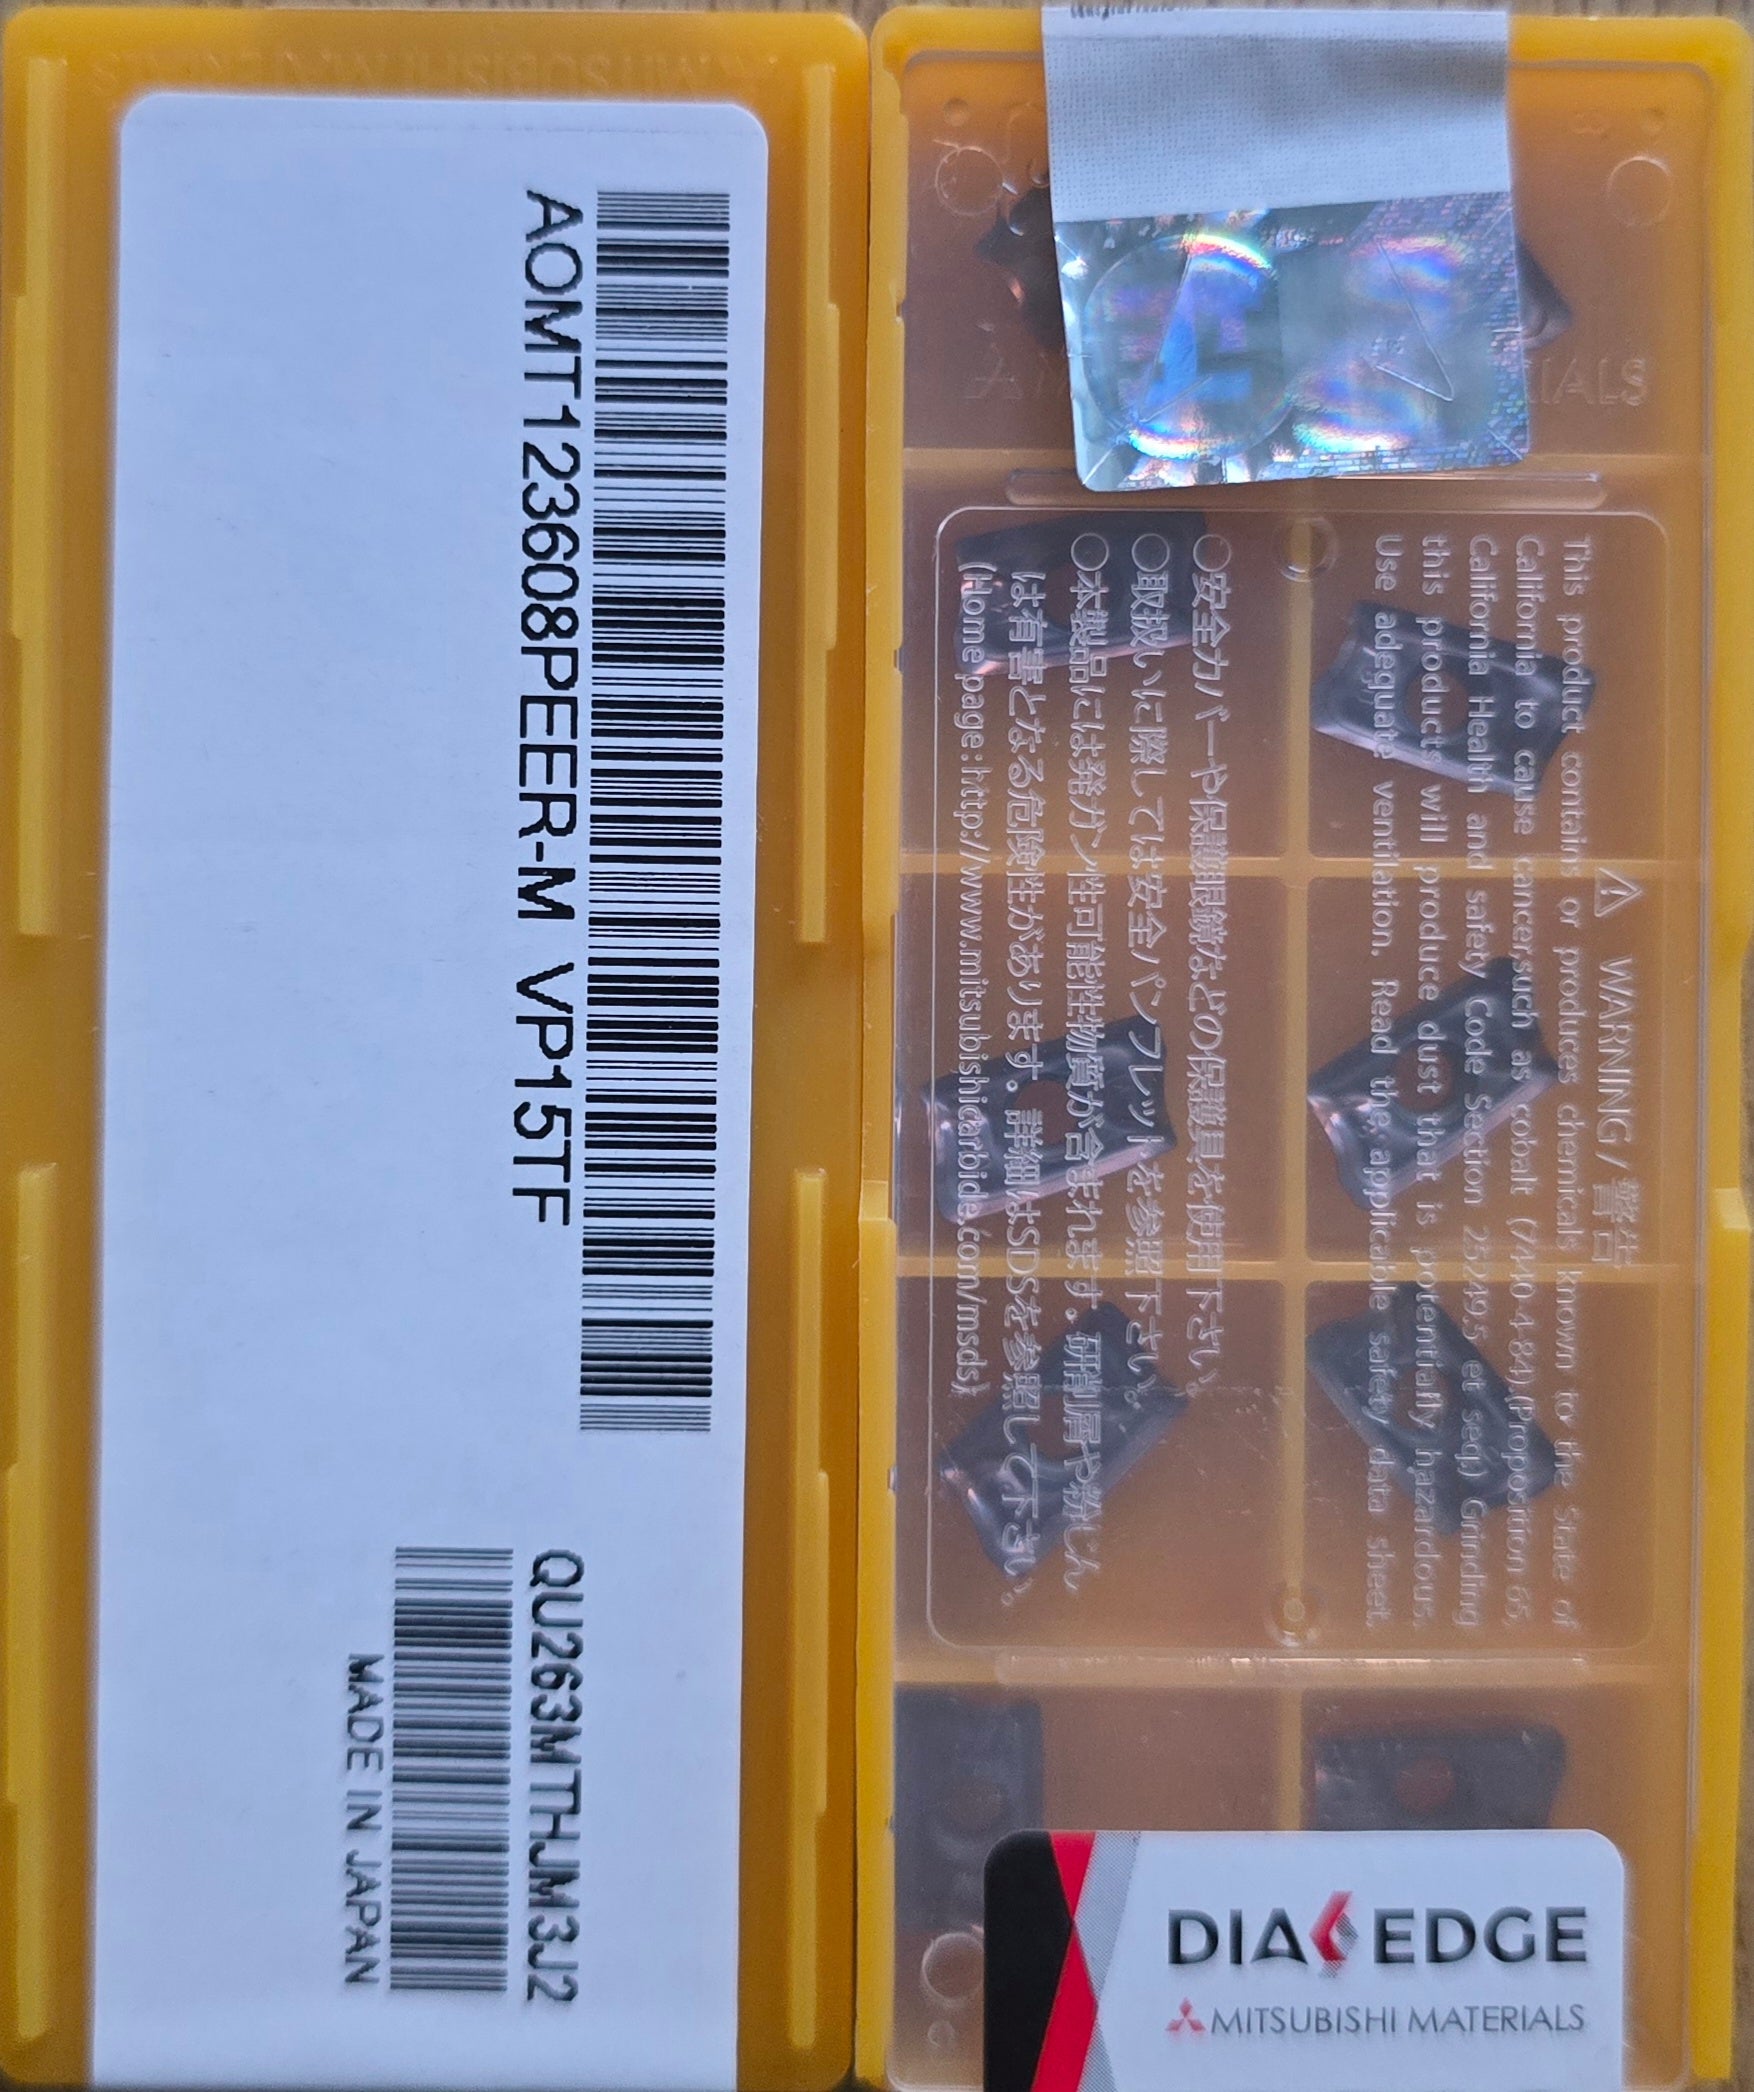 AOMT123608PEER-M VP15TF
QU263MTHJM3J2
MADE IN JAPAN
⚠ WARNING / 警告
This product contains or produces chemicals known to the State of
California to cause cancer such as cobalt (7440-4-84)(Proposition 65,
California Health and safety Code Section 25249.5 et seq.) Grinding
this products will produce dust that is potentially hazardous.
Use adequate ventilation. Read the applicable safety data sheet.
○安全カバーや保護眼鏡などの保護具を使用下さい。
○取扱いに際しては安全パンフレットを参照下さい。
○本製品には発ガン性可能性物質が含まれます。研削屑や粉じん
は有害となる危険性があります。詳細はSDSを参照して下さい。
(Home page:http://www.mitsubishicarbide.com/msds)
DIAEDGE
MITSUBISHI MATERIALS